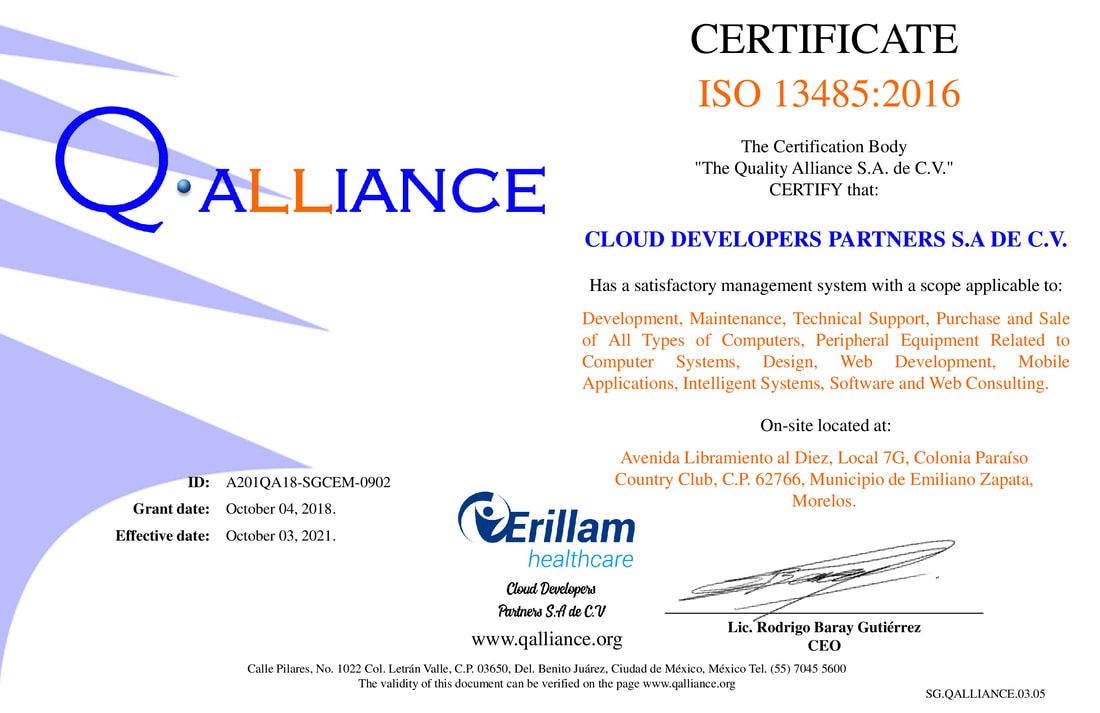 Q·ALLIANCE
CERTIFICATE
ISO 13485:2016
The Certification Body
"The Quality Alliance S.A. de C.V."
CERTIFY that:
CLOUD DEVELOPERS PARTNERS S.A DE C.V.
Has a satisfactory management system with a scope applicable to:
Development, Maintenance, Technical Support, Purchase and Sale
of All Types of Computers, Peripheral Equipment Related to
Computer Systems, Design, Web Development, Mobile
Applications, Intelligent Systems, Software and Web Consulting.
On-site located at:
Avenida Libramiento al Diez, Local 7G, Colonia Paraíso
Country Club, C.P. 62766, Municipio de Emiliano Zapata,
Morelos.
ID: A201QA18-SGCEM-0902
Grant date: October 04, 2018.
Effective date: October 03, 2021.
Erillam
healthcare
Cloud Developers
Partners S.A de C.V
www.qalliance.org
Lic. Rodrigo Baray Gutiérrez
CEO
Calle Pilares, No. 1022 Col. Letrán Valle, C.P. 03650, Del. Benito Juárez, Ciudad de México, México Tel. (55) 7045 5600
The validity of this document can be verified on the page www.qalliance.org
SG.QALLIANCE.03.05